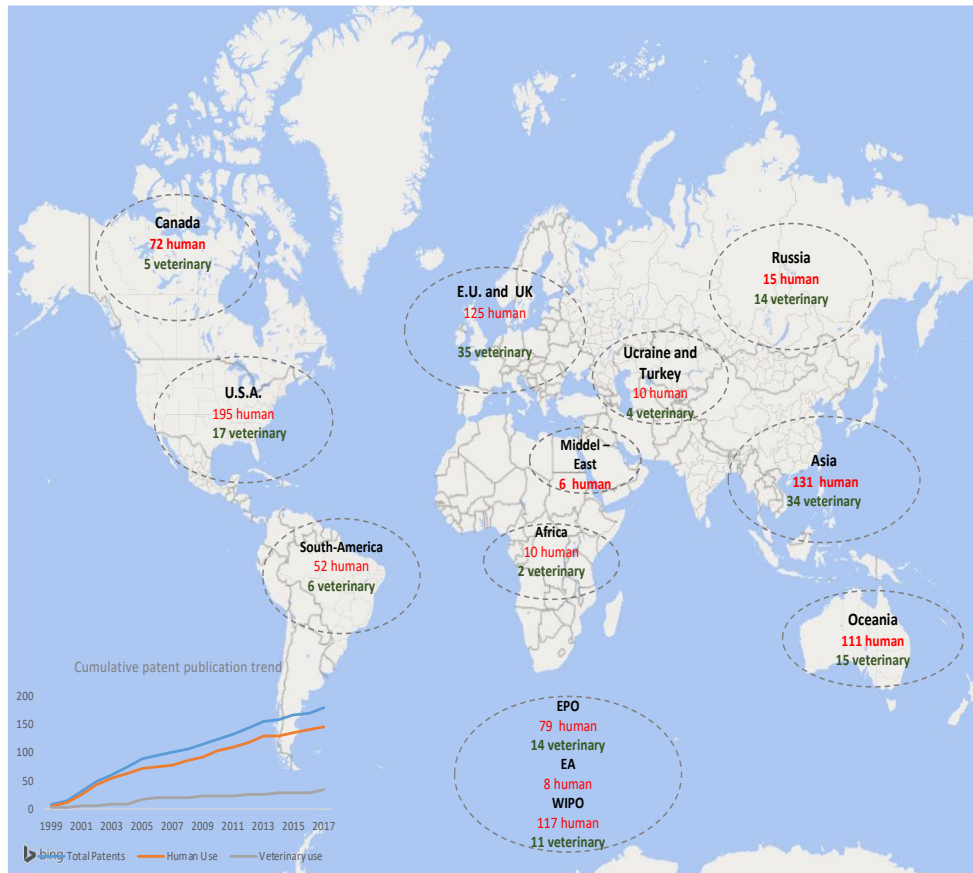 Canada
72 human
5 veterinary
Russia
15 human
14 veterinary
E.U. and UK
125 human
35 veterinary
Ucraine and
Turkey
10 human
4 veterinary
U.S.A.
195 human
17 veterinary
Middel –
East
6 human
Asia
131 human
34 veterinary
South-America
52 human
6 veterinary
Africa
10 human
2 veterinary
Oceania
111 human
15 veterinary
Cumulative patent publication trend
200
150
100
50
0
1999 2001 2003 2005 2007 2009 2011 2013 2015 2017
bing
Total Patents Human Use Veterinary use
EPO
79 human
14 veterinary
EA
8 human
WIPO
117 human
11 veterinary